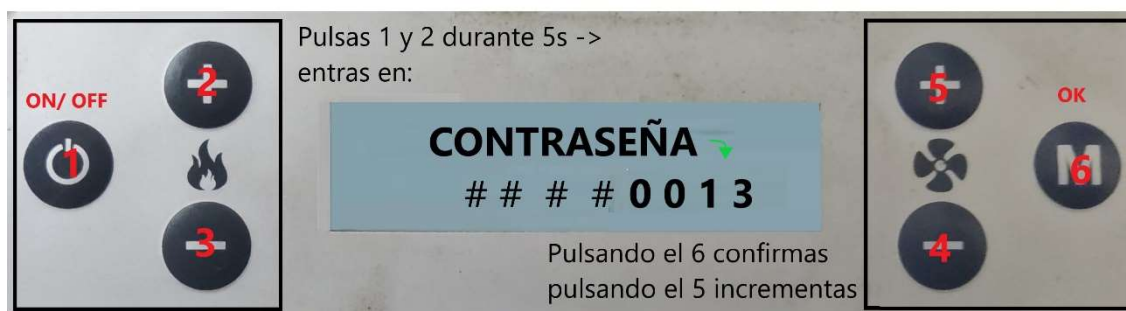 Pulsas 1 y 2 durante 5s ->
entras en:
ON/ OFF
1
2
3
CONTRASEÑA
# # # # 0 0 1 3
5
OK
6
4
Pulsando el 6 confirmas
pulsando el 5 incrementas